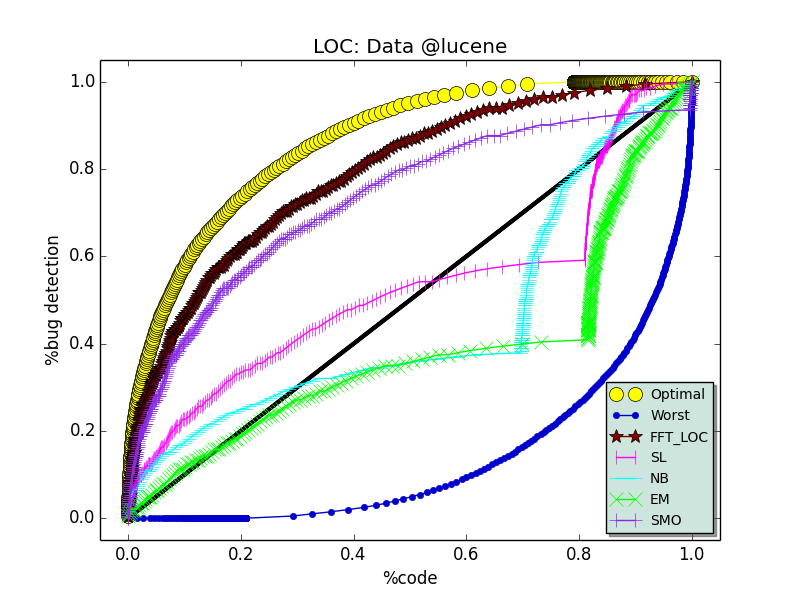 LOC: Data @lucene
1.0
0.8
0.6
0.4
0.2
0.0
%bug detection
0.0 0.2 0.4 0.6 0.8 1.0
%code
Optimal
Worst
FFT_LOC
SL
NB
EM
SMO